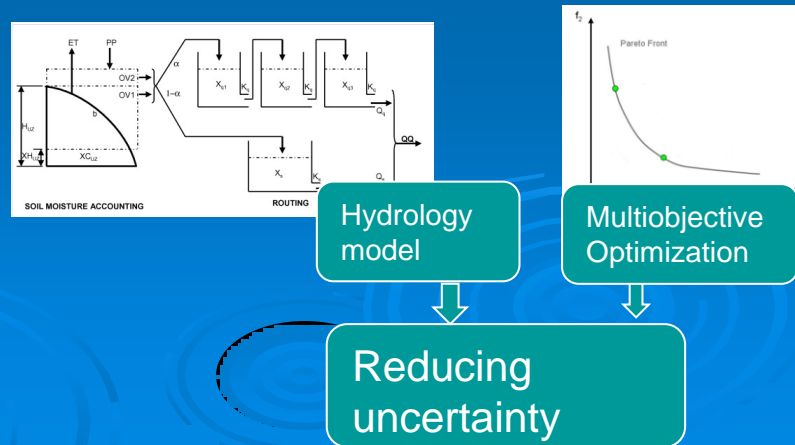 ET PP
OV2
OV1
α
1-α
H_UZ
b
XH_UZ
XC_UZ
X_q1 K_q X_q2 K_q X_q3 K_q
Q_q
QQ
X_s
Q_s
SOIL MOISTURE ACCOUNTING
ROUTING
f_2
Pareto Front
Hydrology
model
Multiobjective
Optimization
Reducing
uncertainty